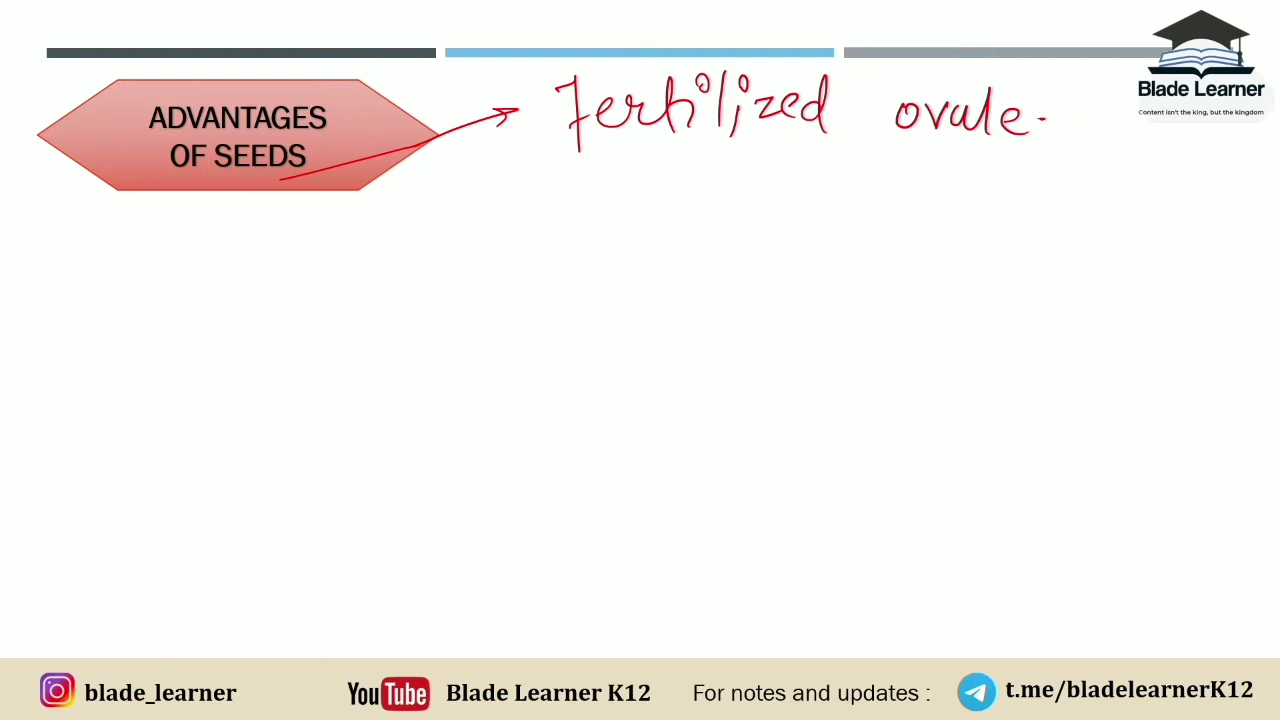 Blade Learner
Content isn't the king, but the kingdom
ADVANTAGES
OF SEEDS
Fertilized ovule.
blade_learner
YouTube
Blade Learner K12
For notes and updates :
t.me/bladelearnerK12